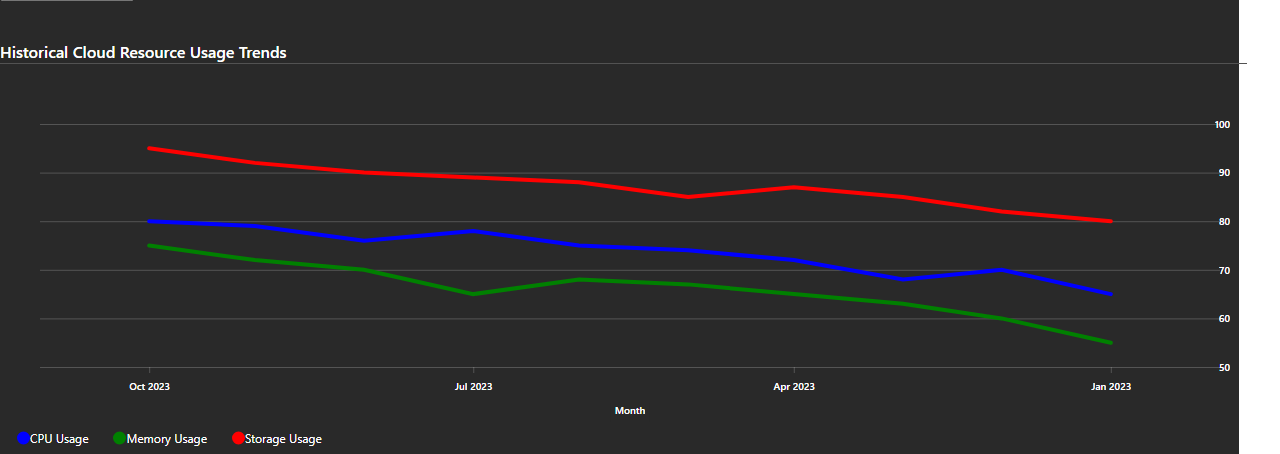 Historical Cloud Resource Usage Trends
100
90
80
70
60
50
Oct 2023 Jul 2023 Apr 2023 Jan 2023
Month
CPU Usage Memory Usage Storage Usage